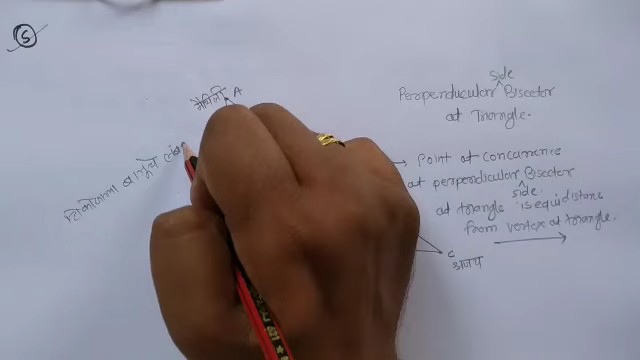 5
मैथिली A
side
Perpendicular Bisector
of Triangle.
त्रिकोणाच्या बाजूचे लंब
→ Point of concurrence
of perpendicular Bisector
side.
of triangle is equidistance
from vertex of triangle.
C
अजय